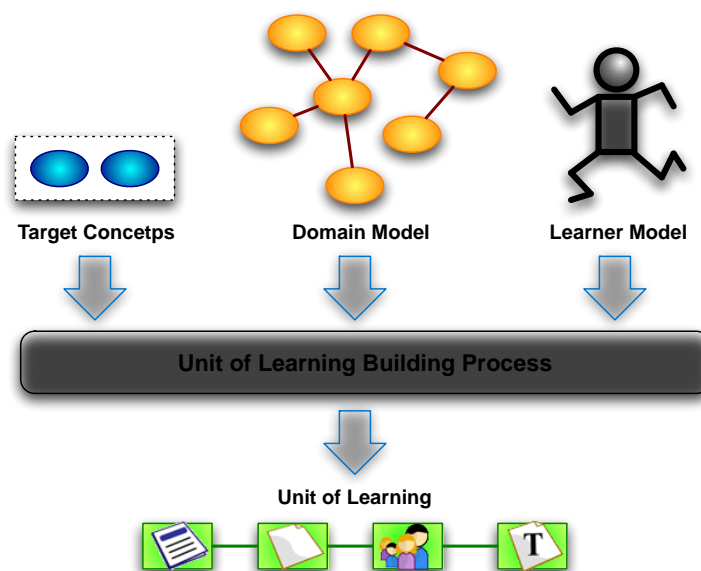 Target Concetps
Domain Model
Learner Model
Unit of Learning Building Process
Unit of Learning
T